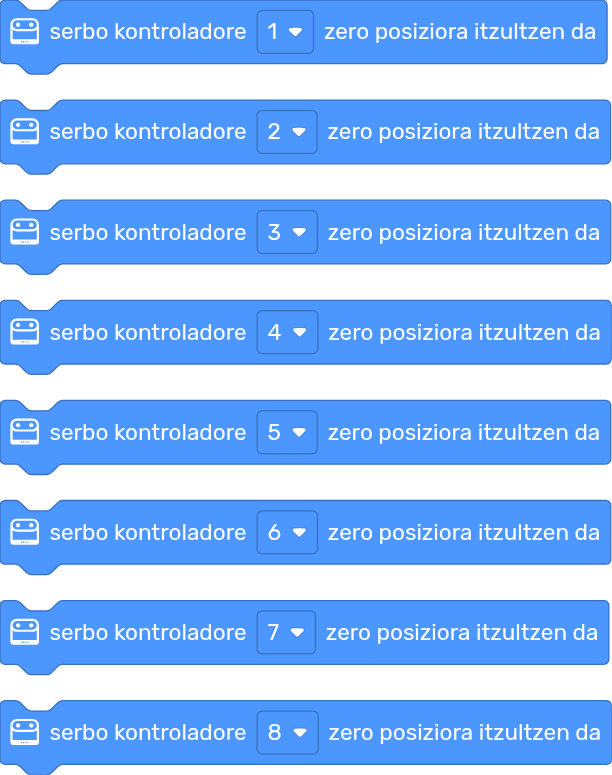 serbo kontroladore 1 zero posiziora itzultzen da
serbo kontroladore 2 zero posiziora itzultzen da
serbo kontroladore 3 zero posiziora itzultzen da
serbo kontroladore 4 zero posiziora itzultzen da
serbo kontroladore 5 zero posiziora itzultzen da
serbo kontroladore 6 zero posiziora itzultzen da
serbo kontroladore 7 zero posiziora itzultzen da
serbo kontroladore 8 zero posiziora itzultzen da